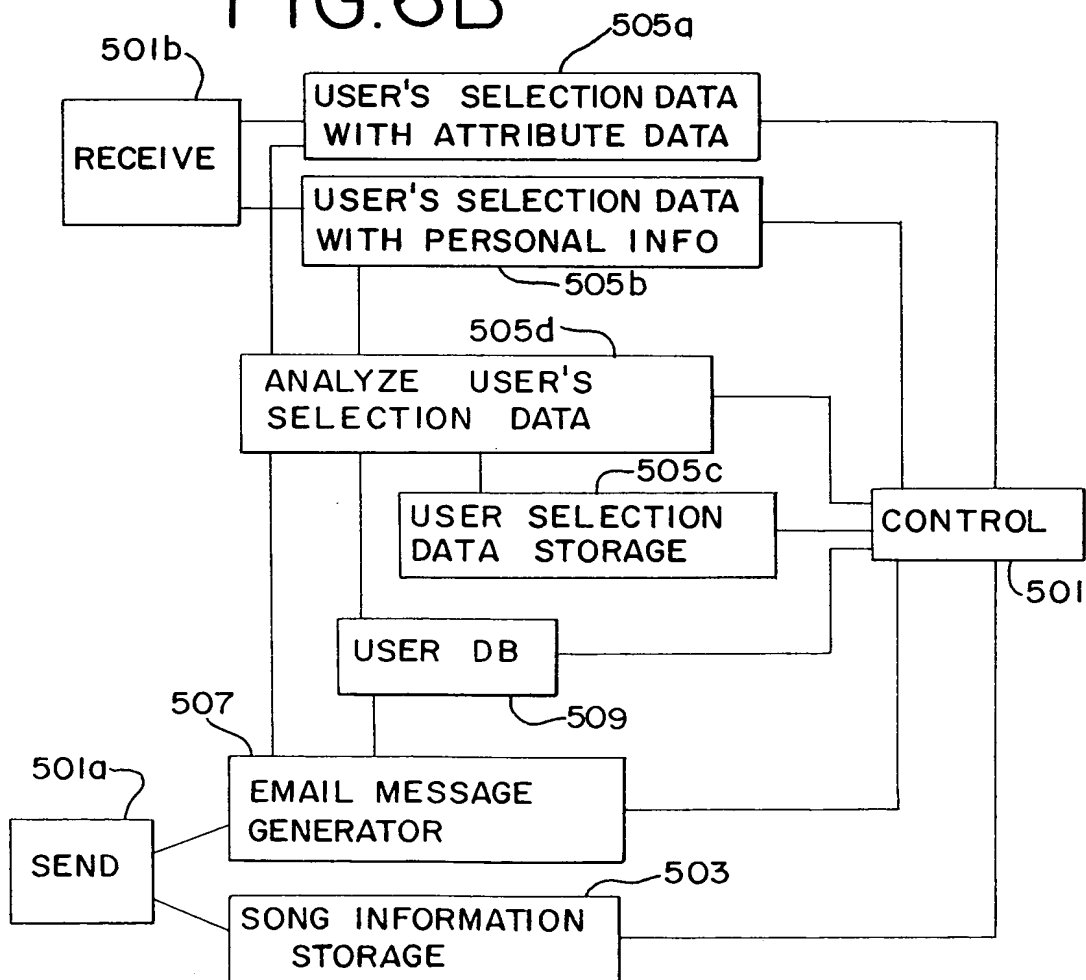 FIG. 6B
505a
501b
USER'S SELECTION DATA
WITH ATTRIBUTE DATA
RECEIVE
USER'S SELECTION DATA
WITH PERSONAL INFO
505b
505d
ANALYZE USER'S
SELECTION DATA
505c
USER SELECTION
DATA STORAGE
CONTROL
501
USER DB
509
507
501a
EMAIL MESSAGE
GENERATOR
SEND
503
SONG INFORMATION
STORAGE